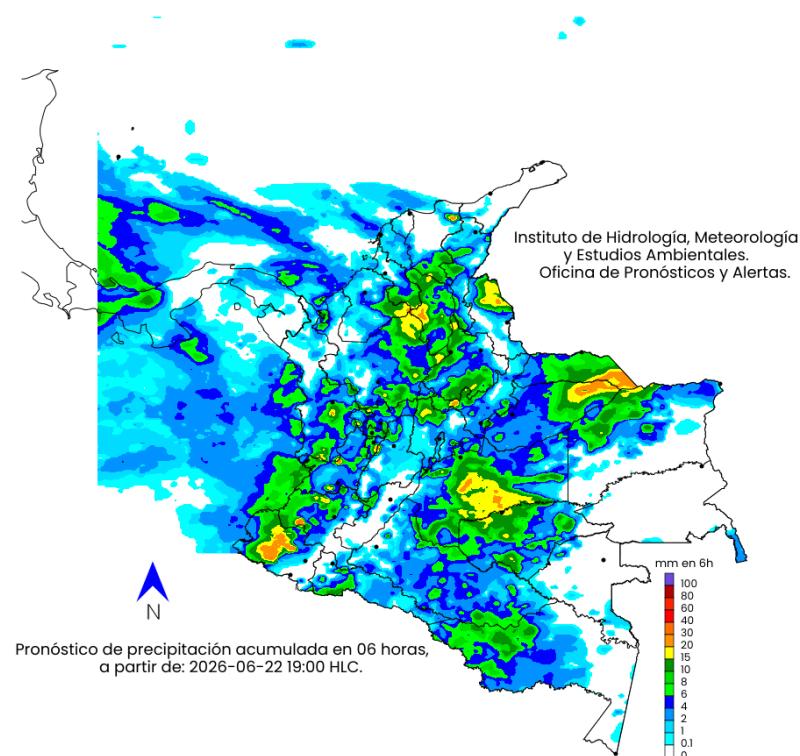 Instituto de Hidrología, Meteorología
y Estudios Ambientales.
Oficina de Pronósticos y Alertas.
mm en 6h
100
80
60
40
30
20
15
10
8
6
4
2
1
0.1
0
N
Pronóstico de precipitación acumulada en 06 horas,
a partir de: 2026-06-22 19:00 HLC.